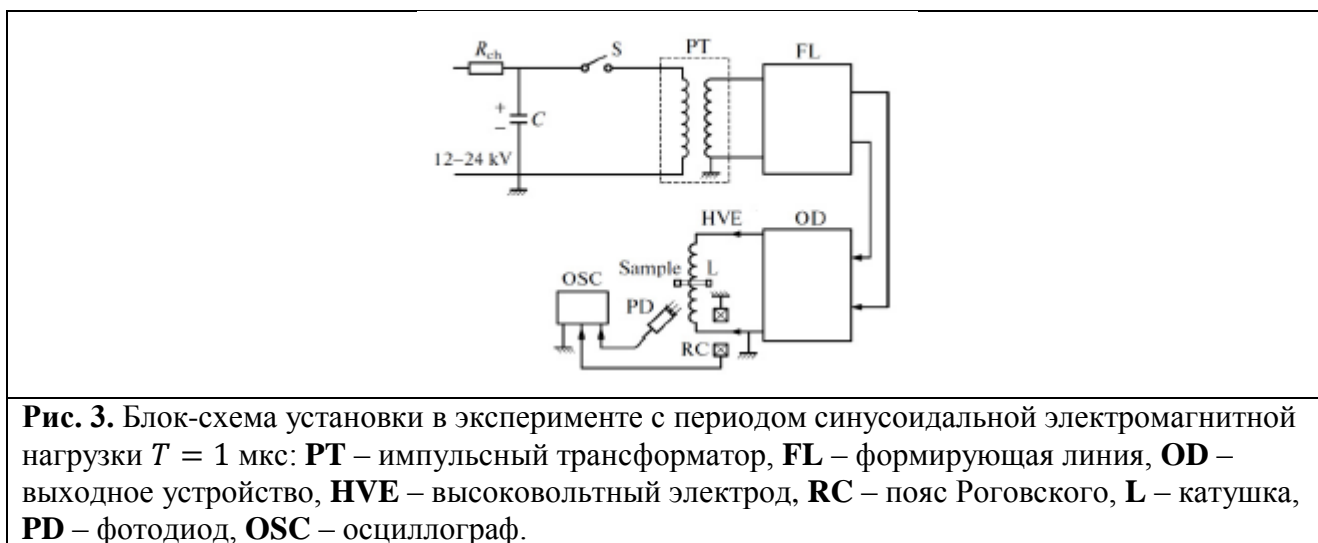 R_ch
S
PT
FL
+
−
C
12–24 kV
HVE
OD
Sample
L
OSC
PD
RC
Рис. 3. Блок-схема установки в эксперименте с периодом синусоидальной электромагнитной
нагрузки T = 1 мкс: PT – импульсный трансформатор, FL – формирующая линия, OD –
выходное устройство, HVE – высоковольтный электрод, RC – пояс Роговского, L – катушка,
PD – фотодиод, OSC – осциллограф.